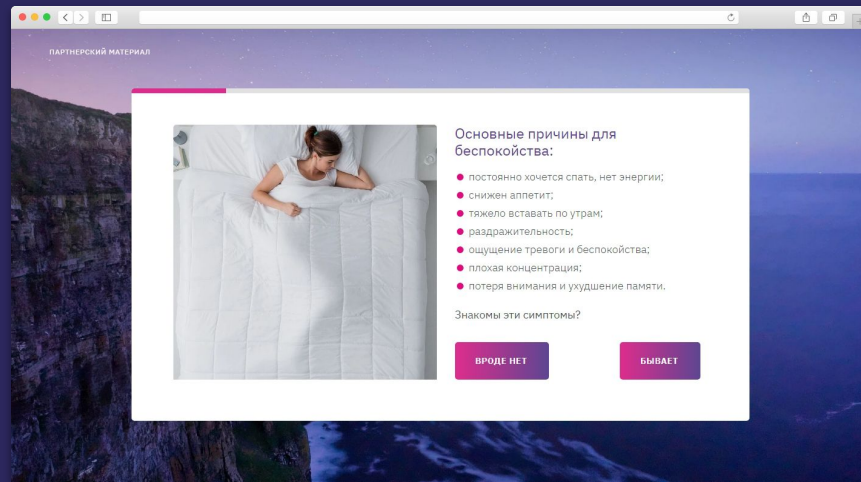 ПАРТНЕРСКИЙ МАТЕРИАЛ
Основные причины для
беспокойства:
постоянно хочется спать, нет энергии;
снижен аппетит;
тяжело вставать по утрам;
раздражительность;
ощущение тревоги и беспокойства;
плохая концентрация;
потеря внимания и ухудшение памяти.
Знакомы эти симптомы?
ВРОДЕ НЕТ
БЫВАЕТ